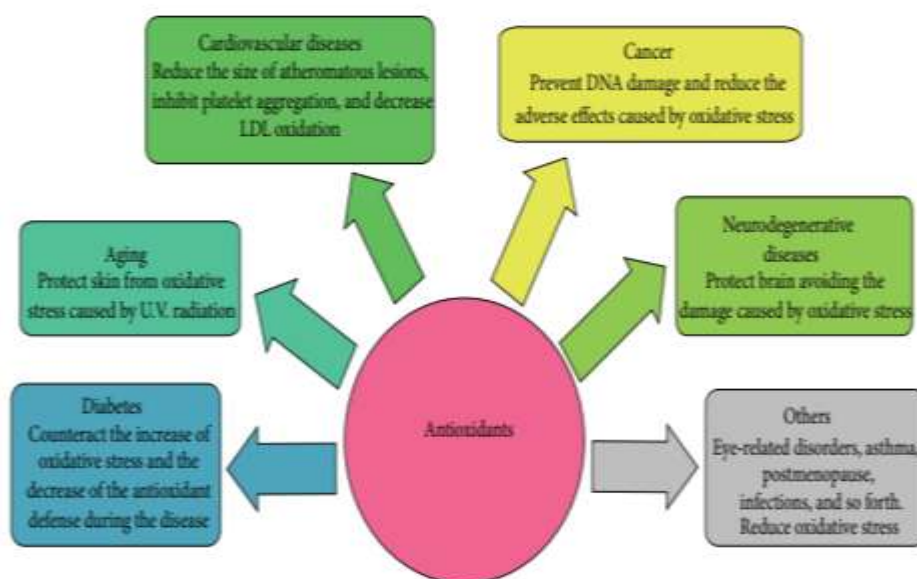 Cardiovascular diseases
Reduce the size of atheromatous lesions,
inhibit platelet aggregation, and decrease
LDL oxidation
Cancer
Prevent DNA damage and reduce the
adverse effects caused by oxidative stress
Aging
Protect skin from oxidative
stress caused by U.V. radiation
Neurodegenerative
diseases
Protect brain avoiding the
damage caused by oxidative stress
Diabetes
Counteract the increase of
oxidative stress and the
decrease of the antioxidant
defense during the disease
Antioxidants
Others
Eye-related disorders, asthma,
postmenopause,
infections, and so forth.
Reduce oxidative stress